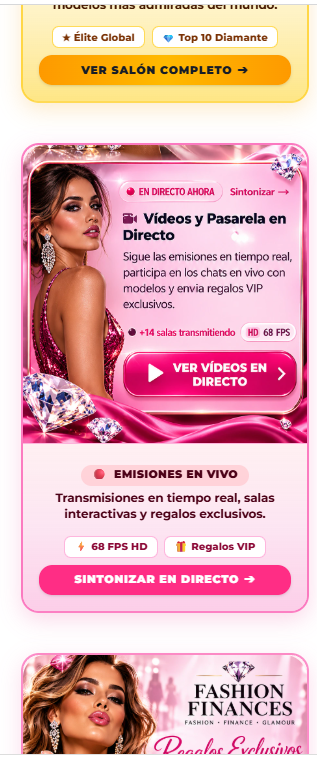 modelos más admiradas del mundo.
★ Élite Global
Top 10 Diamante
VER SALÓN COMPLETO ➔
EN DIRECTO AHORA
Sintonizar →
Vídeos y Pasarela en
Directo
Sigue las emisiones en tiempo real,
participa en los chats en vivo con
modelos y envía regalos VIP
exclusivos.
+14 salas transmitiendo
HD 68 FPS
VER VÍDEOS EN
DIRECTO
EMISIONES EN VIVO
Transmisiones en tiempo real, salas
interactivas y regalos exclusivos.
68 FPS HD
Regalos VIP
SINTONIZAR EN DIRECTO ➔
FASHION
FINANCES
FASHION • FINANCE • GLAMOUR
Regalos Exclusivos